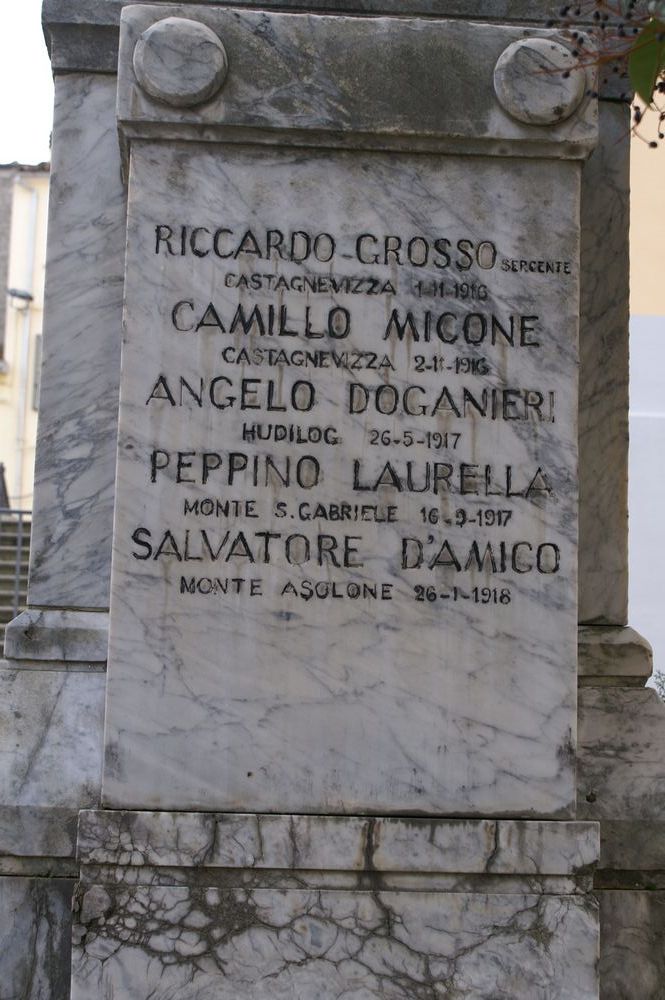 RICCARDO GROSSO SERGENTE
CASTAGNEVIZZA 1-11-1916
CAMILLO MICONE
CASTAGNEVIZZA 2-11-1916
ANGELO DOGANIERI
HUDILOG 26-5-1917
PEPPINO LAURELLA
MONTE S. GABRIELE 16-9-1917
SALVATORE D'AMICO
MONTE ASOLONE 26-1-1918